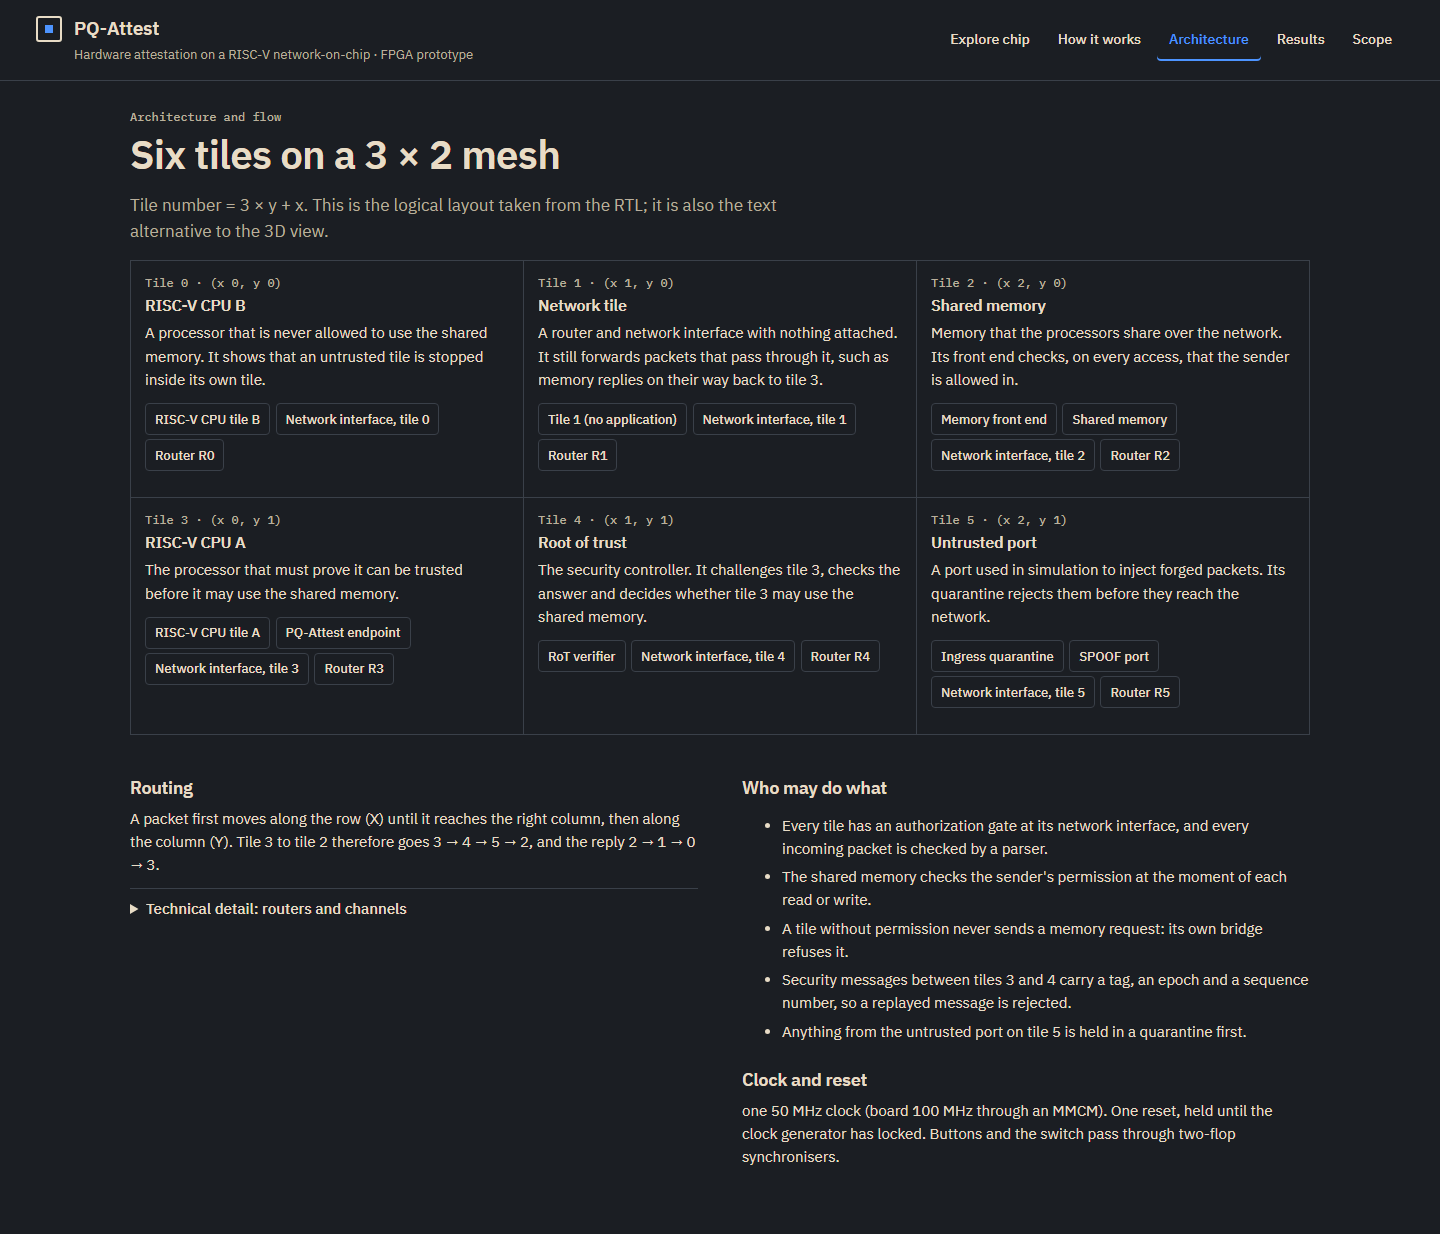 PQ-Attest
Hardware attestation on a RISC-V network-on-chip · FPGA prototype
Explore chip
How it works
Architecture
Results
Scope
Architecture and flow
Six tiles on a 3 × 2 mesh
Tile number = 3 × y + x. This is the logical layout taken from the RTL; it is also the text
alternative to the 3D view.
Tile 0 · (x 0, y 0)
RISC-V CPU B
A processor that is never allowed to use the shared
memory. It shows that an untrusted tile is stopped
inside its own tile.
RISC-V CPU tile B
Network interface, tile 0
Router R0
Tile 1 · (x 1, y 0)
Network tile
A router and network interface with nothing attached.
It still forwards packets that pass through it, such as
memory replies on their way back to tile 3.
Tile 1 (no application)
Network interface, tile 1
Router R1
Tile 2 · (x 2, y 0)
Shared memory
Memory that the processors share over the network.
Its front end checks, on every access, that the sender
is allowed in.
Memory front end
Shared memory
Network interface, tile 2
Router R2
Tile 3 · (x 0, y 1)
RISC-V CPU A
The processor that must prove it can be trusted
before it may use the shared memory.
RISC-V CPU tile A
PQ-Attest endpoint
Network interface, tile 3
Router R3
Tile 4 · (x 1, y 1)
Root of trust
The security controller. It challenges tile 3, checks the
answer and decides whether tile 3 may use the
shared memory.
RoT verifier
Network interface, tile 4
Router R4
Tile 5 · (x 2, y 1)
Untrusted port
A port used in simulation to inject forged packets. Its
quarantine rejects them before they reach the
network.
Ingress quarantine
SPOOF port
Network interface, tile 5
Router R5
Routing
A packet first moves along the row (X) until it reaches the right column, then along
the column (Y). Tile 3 to tile 2 therefore goes 3 → 4 → 5 → 2, and the reply 2 → 1 → 0
→ 3.
Technical detail: routers and channels
Who may do what
• Every tile has an authorization gate at its network interface, and every
incoming packet is checked by a parser.
• The shared memory checks the sender's permission at the moment of each
read or write.
• A tile without permission never sends a memory request: its own bridge
refuses it.
• Security messages between tiles 3 and 4 carry a tag, an epoch and a sequence
number, so a replayed message is rejected.
• Anything from the untrusted port on tile 5 is held in a quarantine first.
Clock and reset
one 50 MHz clock (board 100 MHz through an MMCM). One reset, held until the
clock generator has locked. Buttons and the switch pass through two-flop
synchronisers.